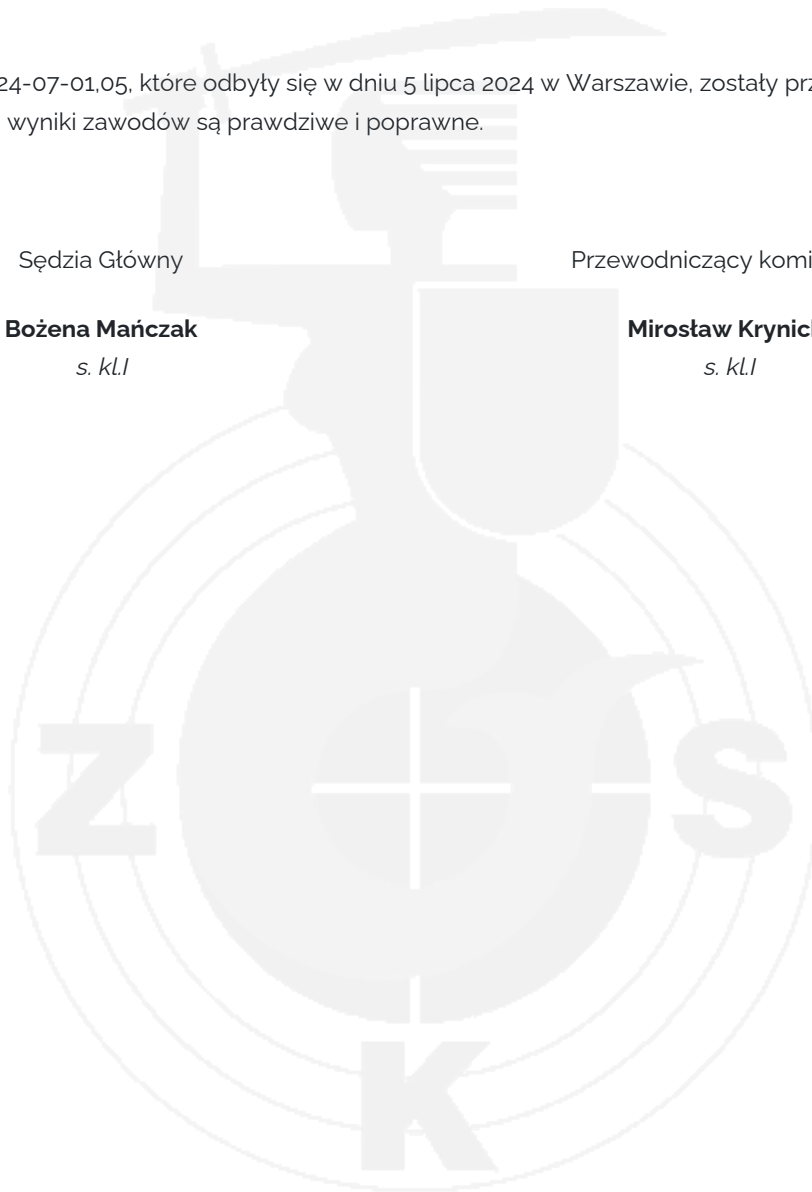 24-07-01,05, które odbyły się w dniu 5 lipca 2024 w Warszawie, zostały prz
wyniki zawodów są prawdziwe i poprawne.
Sędzia Główny
Przewodniczący komi
Bożena Mańczak
Mirosław Krynick
s. kl.I
s. kl.I
Z
S
K